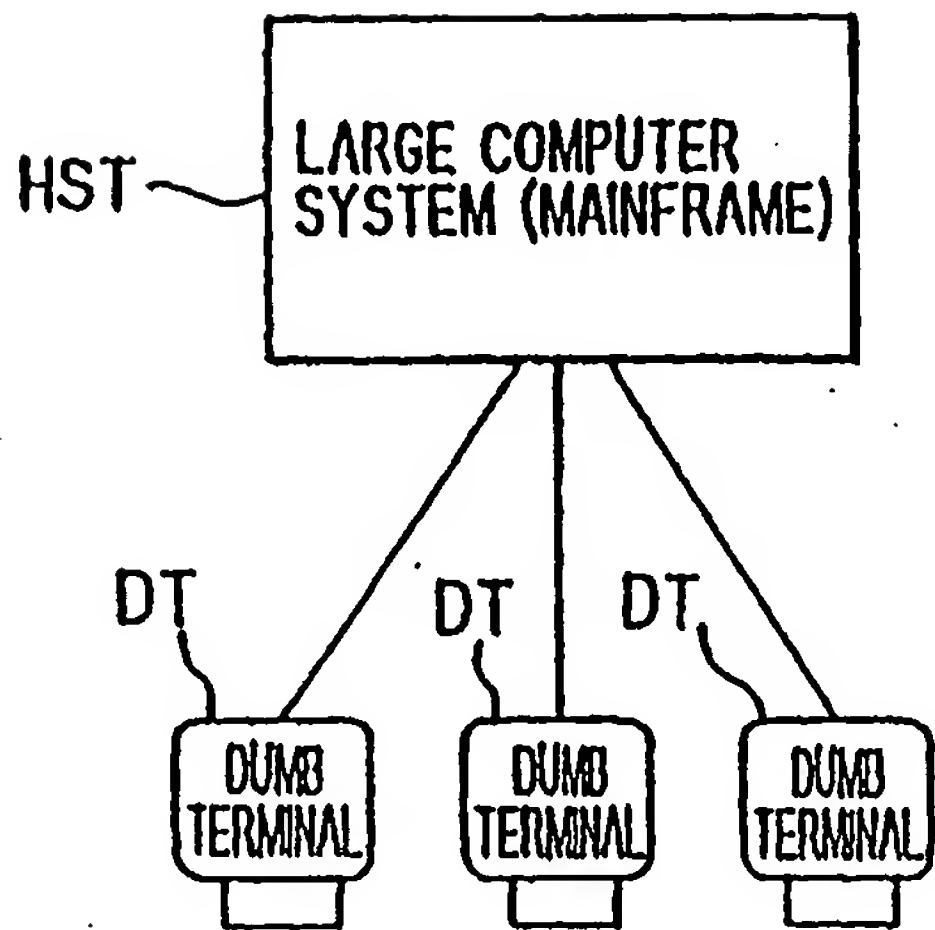 LARGE COMPUTER
SYSTEM (MAINFRAME)
HST
DT
DT
DT
DUMB
TERMINAL
DUMB
TERMINAL
DUMB
TERMINAL